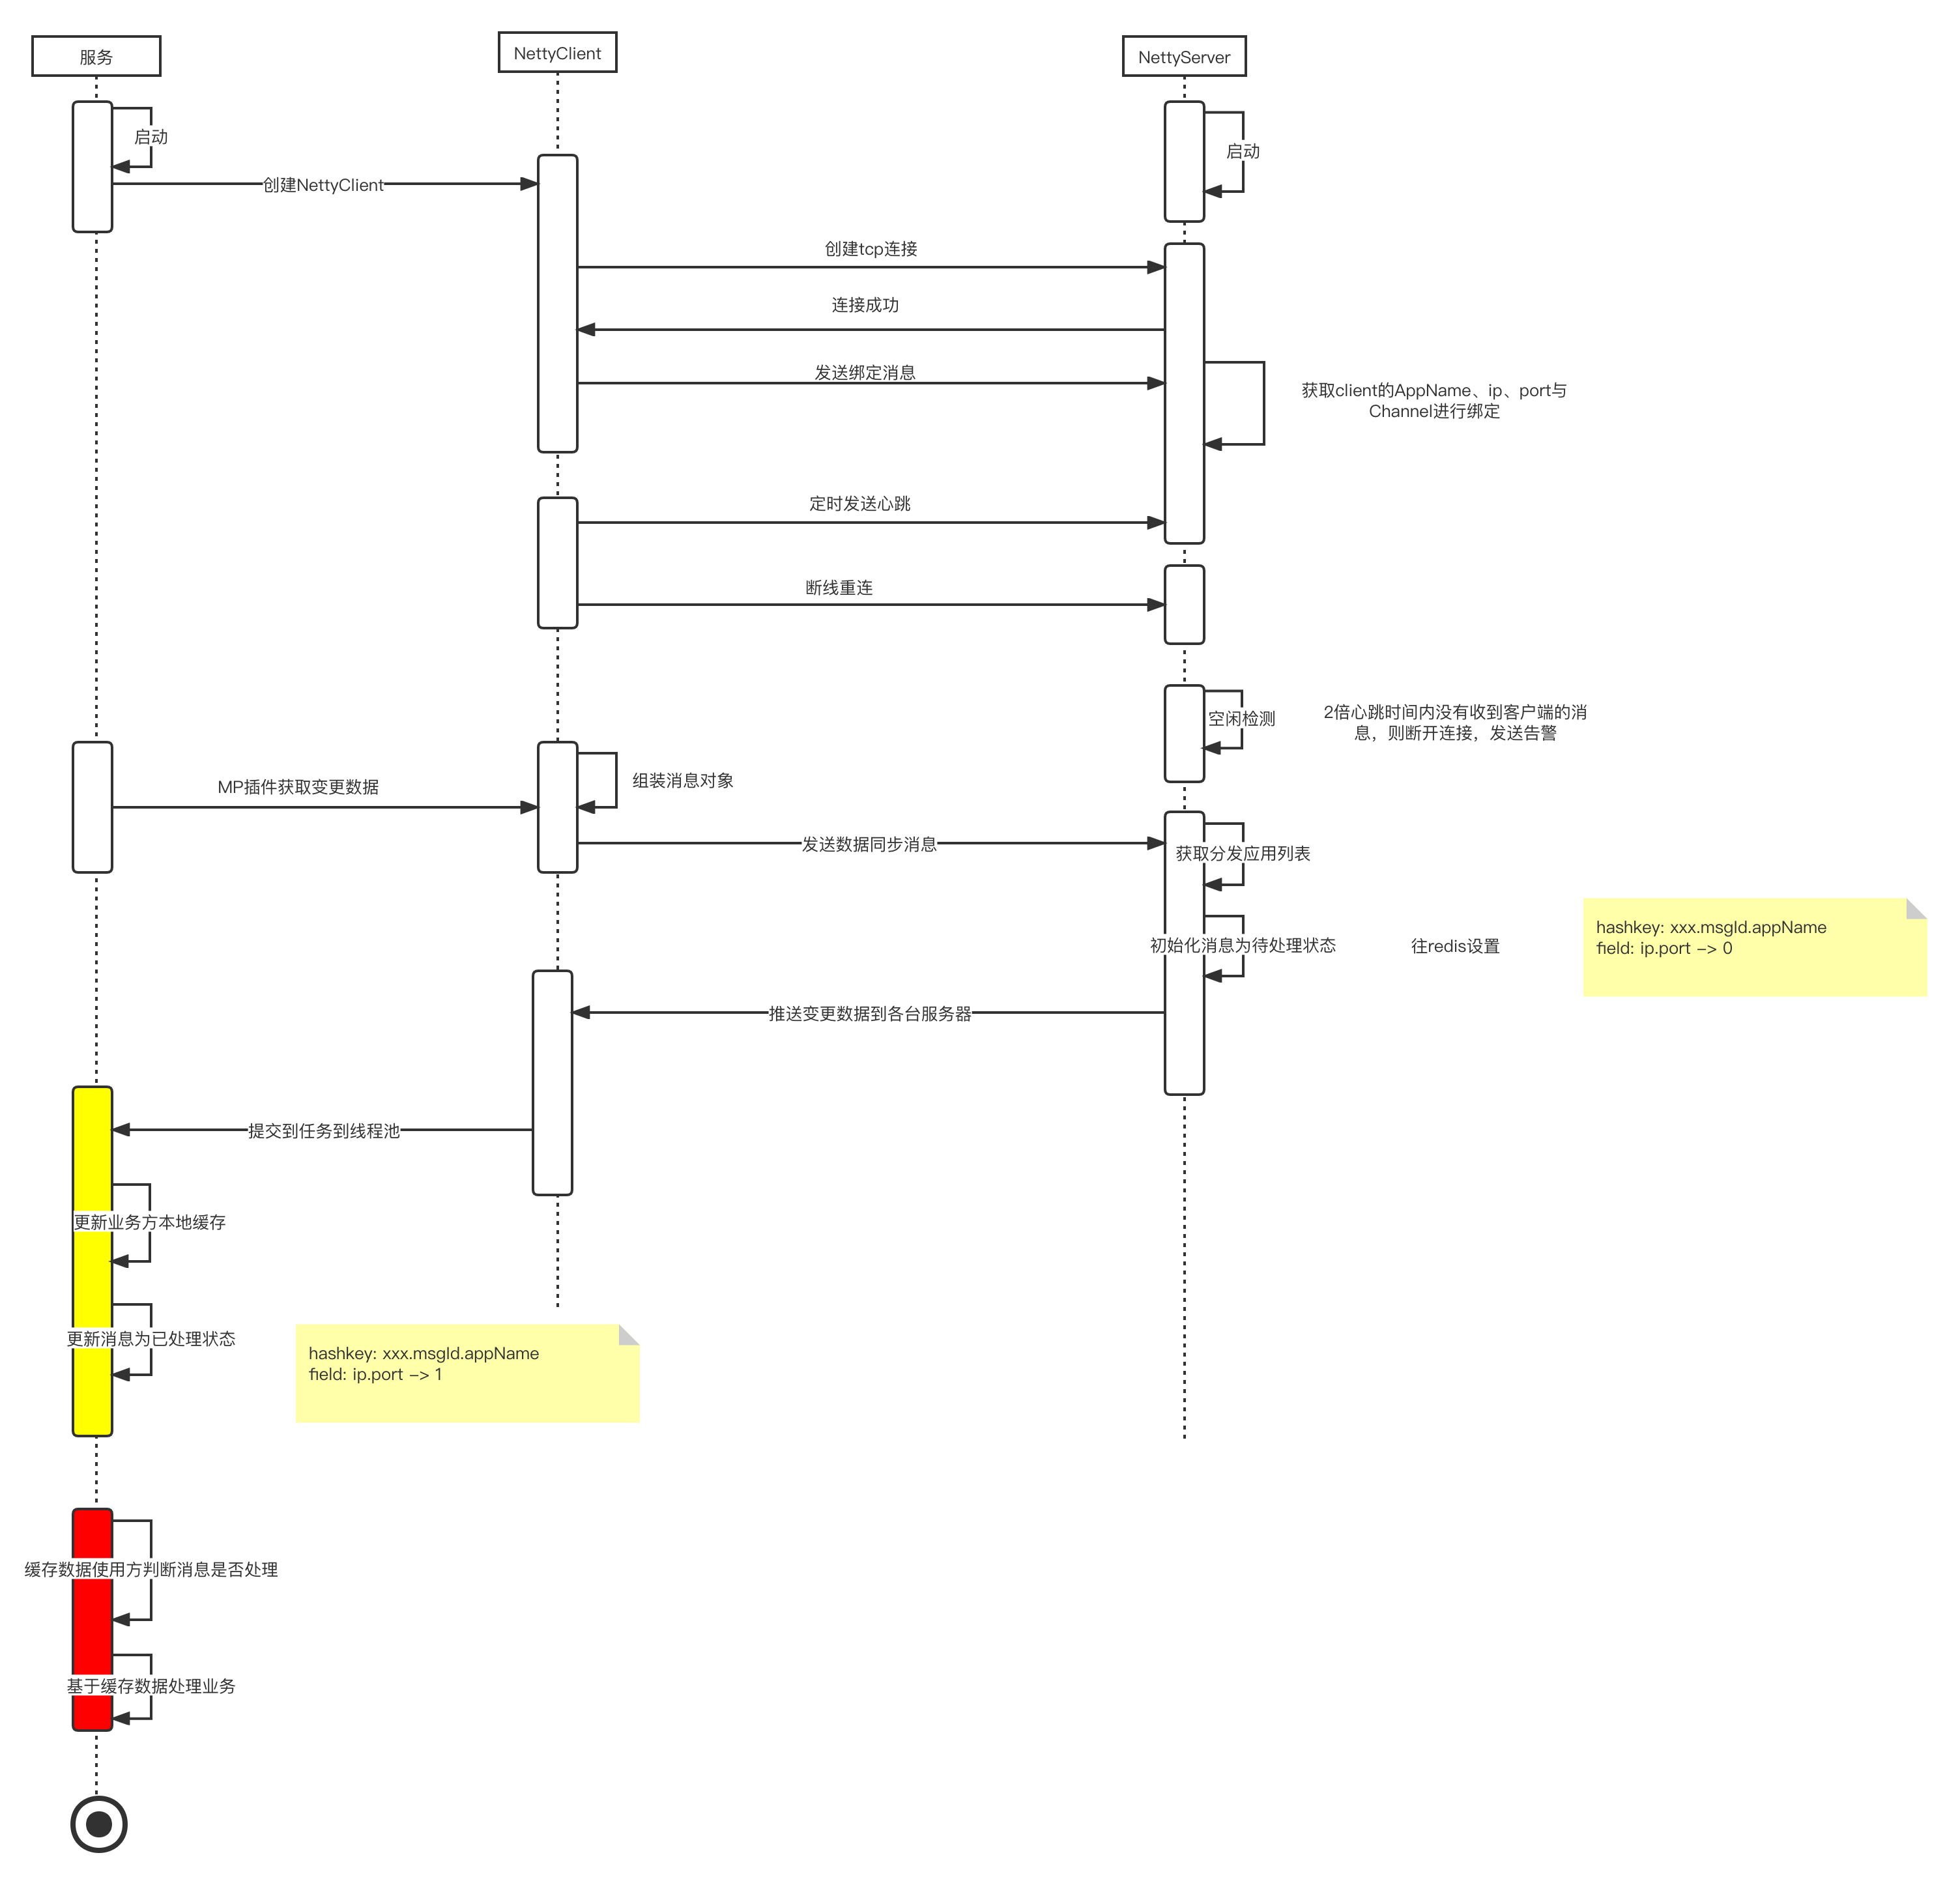 服务
NettyClient
NettyServer
启动
启动
创建NettyClient
创建tcp连接
连接成功
发送绑定消息
获取client的AppName、ip、port与
Channel进行绑定
定时发送心跳
断线重连
空闲检测
2倍心跳时间内没有收到客户端的消
息，则断开连接，发送告警
MP插件获取变更数据
组装消息对象
发送数据同步消息
获取分发应用列表
初始化消息为待处理状态
往redis设置
hashkey: xxx.msgId.appName
field: ip.port –> 0
推送变更数据到各台服务器
提交到任务到线程池
更新业务方本地缓存
更新消息为已处理状态
hashkey: xxx.msgId.appName
field: ip.port –> 1
缓存数据使用方判断消息是否处理
基于缓存数据处理业务